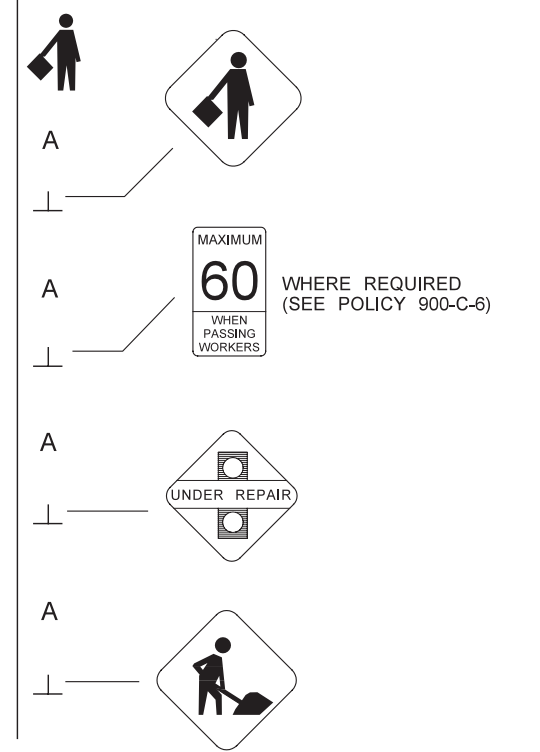 A
MAXIMUM
60
WHEN
PASSING
WORKERS
A
WHERE REQUIRED
(SEE POLICY 900-C-6)
A
UNDER REPAIR
A